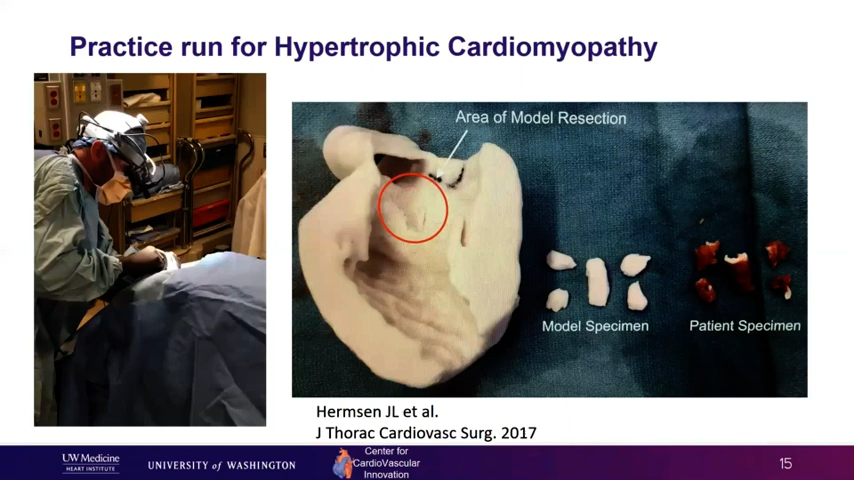 Practice run for Hypertrophic Cardiomyopathy
Area of Model Resection
Model Specimen
Patient Specimen
Hermsen JL et al.
J Thorac Cardiovasc Surg. 2017
UW Medicine
HEART INSTITUTE
UNIVERSITY of WASHINGTON
Center for
CardioVascular
Innovation
15